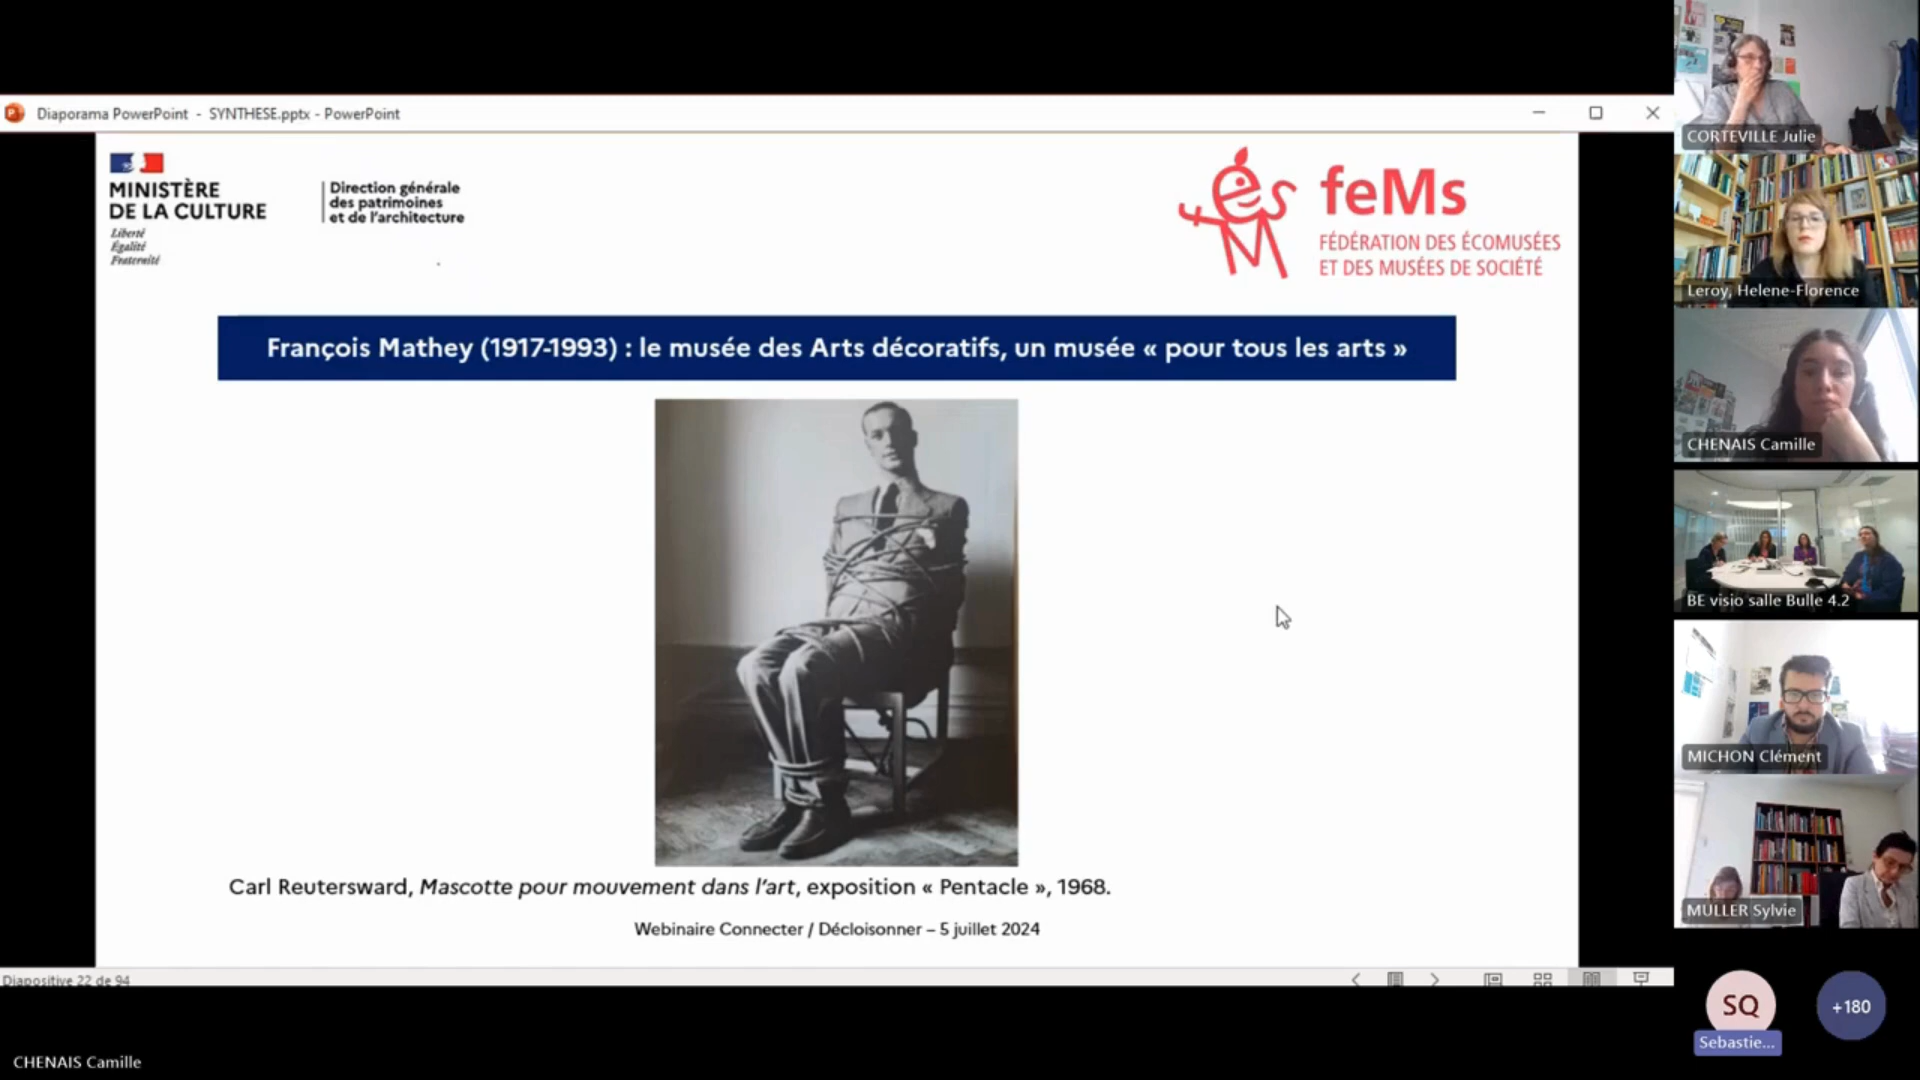 Diaporama PowerPoint - SYNTHESE.pptx - PowerPoint
MINISTÈRE
DE LA CULTURE
Liberté
Égalité
Fraternité
Direction générale
des patrimoines
et de l'architecture
feMs
FÉDÉRATION DES ÉCOMUSÉES
ET DES MUSÉES DE SOCIÉTÉ
François Mathey (1917-1993) : le musée des Arts décoratifs, un musée « pour tous les arts »
Carl Reutersward, Mascotte pour mouvement dans l'art, exposition « Pentacle », 1968.
Webinaire Connecter / Décloisonner – 5 juillet 2024
Diapositive 22 de 94
CHENAIS Camille
CORTEVILLE Julie
Leroy, Helene-Florence
CHENAIS Camille
BE visio salle Bulle 4.2
MICHON Clément
MULLER Sylvie
SQ
Sebastie...
+180